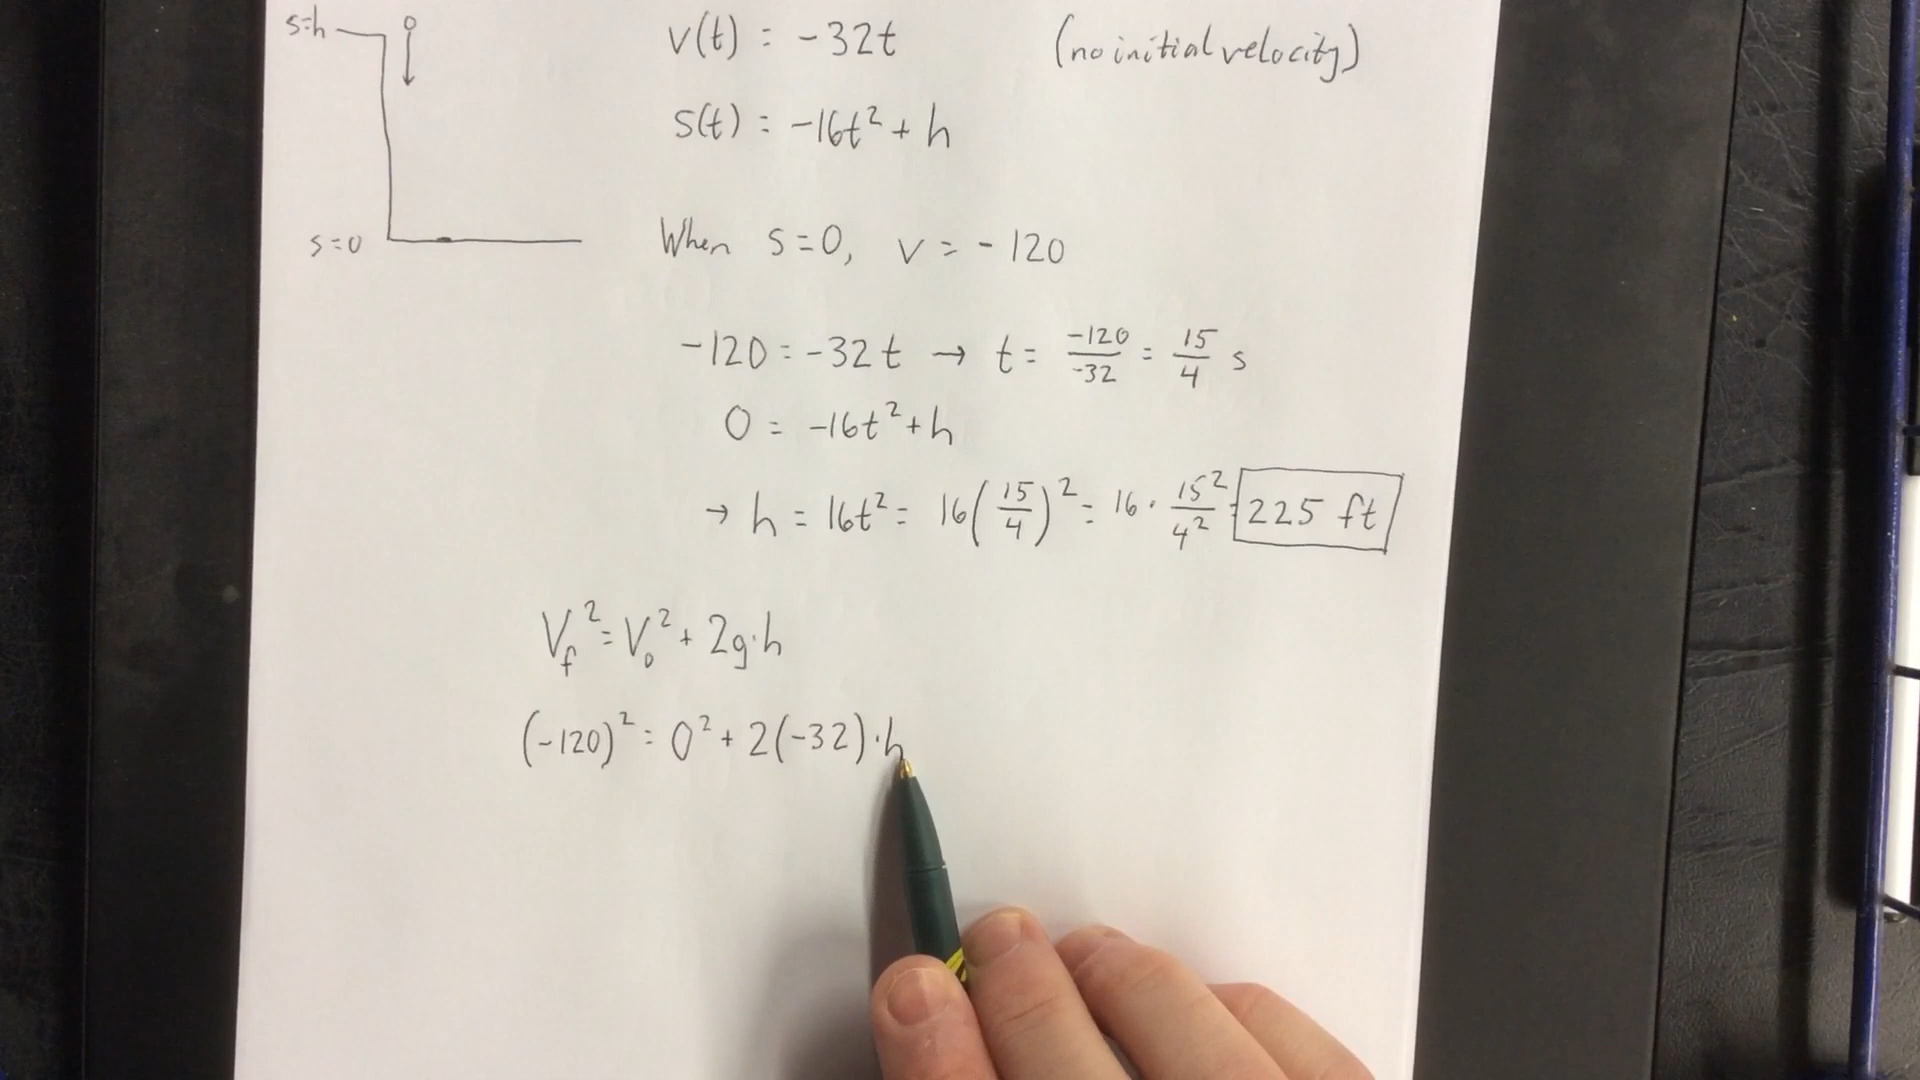 s=h
v(t) = -32t (no initial velocity)
s(t) = -16t² + h
s=0
When s=0, v = -120
-120 = -32t → t = -120/-32 = 15/4 s
0 = -16t² + h
→ h = 16t² = 16(15/4)² = 16 · 15²/4² = 225 ft
V_f² = V_0² + 2g·h
(-120)² = 0² + 2(-32)·h